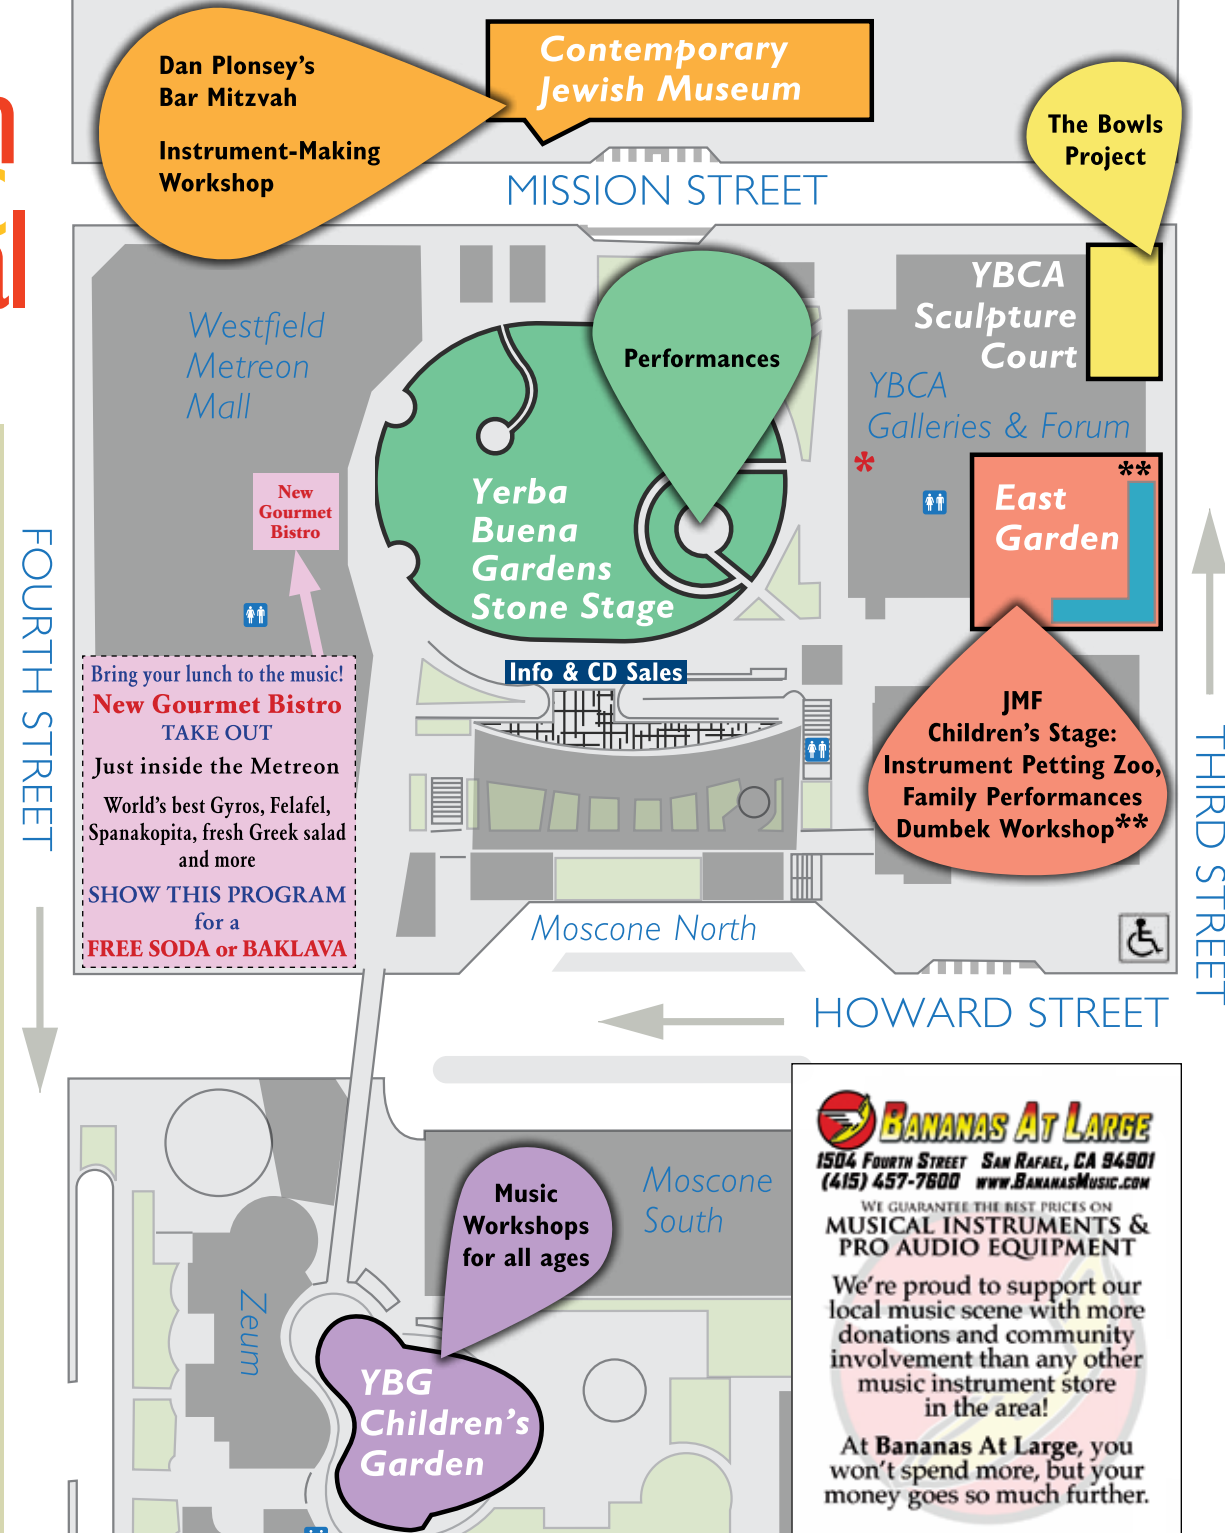 Dan Plonsey's
Bar Mitzvah
Instrument-Making
Workshop
Contemporary
Jewish Museum
The Bowls
Project
MISSION STREET
Westfield
Metreon
Mall
Performances
YBCA
Sculpture
Court
YBCA
Galleries & Forum
*
**
East
Garden
New
Gourmet
Bistro
Yerba
Buena
Gardens
Stone Stage
FOURTH STREET
Info & CD Sales
Bring your lunch to the music!
New Gourmet Bistro
TAKE OUT
Just inside the Metreon
World's best Gyros, Felafel,
Spanakopita, fresh Greek salad
and more
SHOW THIS PROGRAM
for a
FREE SODA or BAKLAVA
JMF
Children's Stage:
Instrument Petting Zoo,
Family Performances
Dumbek Workshop**
THIRD STREET
Moscone North
HOWARD STREET
Music
Workshops
for all ages
Moscone
South
Zeum
YBG
Children's
Garden
BANANAS AT LARGE
1504 FOURTH STREET SAN RAFAEL, CA 94901
(415) 457-7600 WWW.BANANASMUSIC.COM
WE GUARANTEE THE BEST PRICES ON
MUSICAL INSTRUMENTS &
PRO AUDIO EQUIPMENT
We're proud to support our
local music scene with more
donations and community
involvement than any other
music instrument store
in the area!
At Bananas At Large, you
won't spend more, but your
money goes so much further.